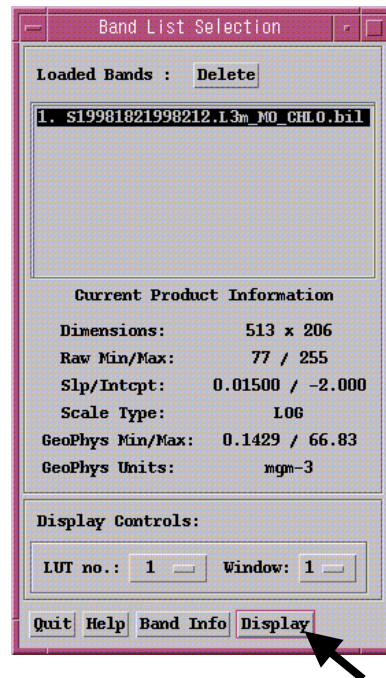 Band List Selection
Loaded Bands : Delete
1. S19981821998212.L3m_MO_CHLO.bil
Current Product Information
Dimensions: 513 x 206
Raw Min/Max: 77 / 255
Slp/Intcpt: 0.01500 / -2.000
Scale Type: LOG
GeoPhys Min/Max: 0.1429 / 66.83
GeoPhys Units: mgm-3
Display Controls:
LUT no.: 1 Window: 1
Quit Help Band Info Display